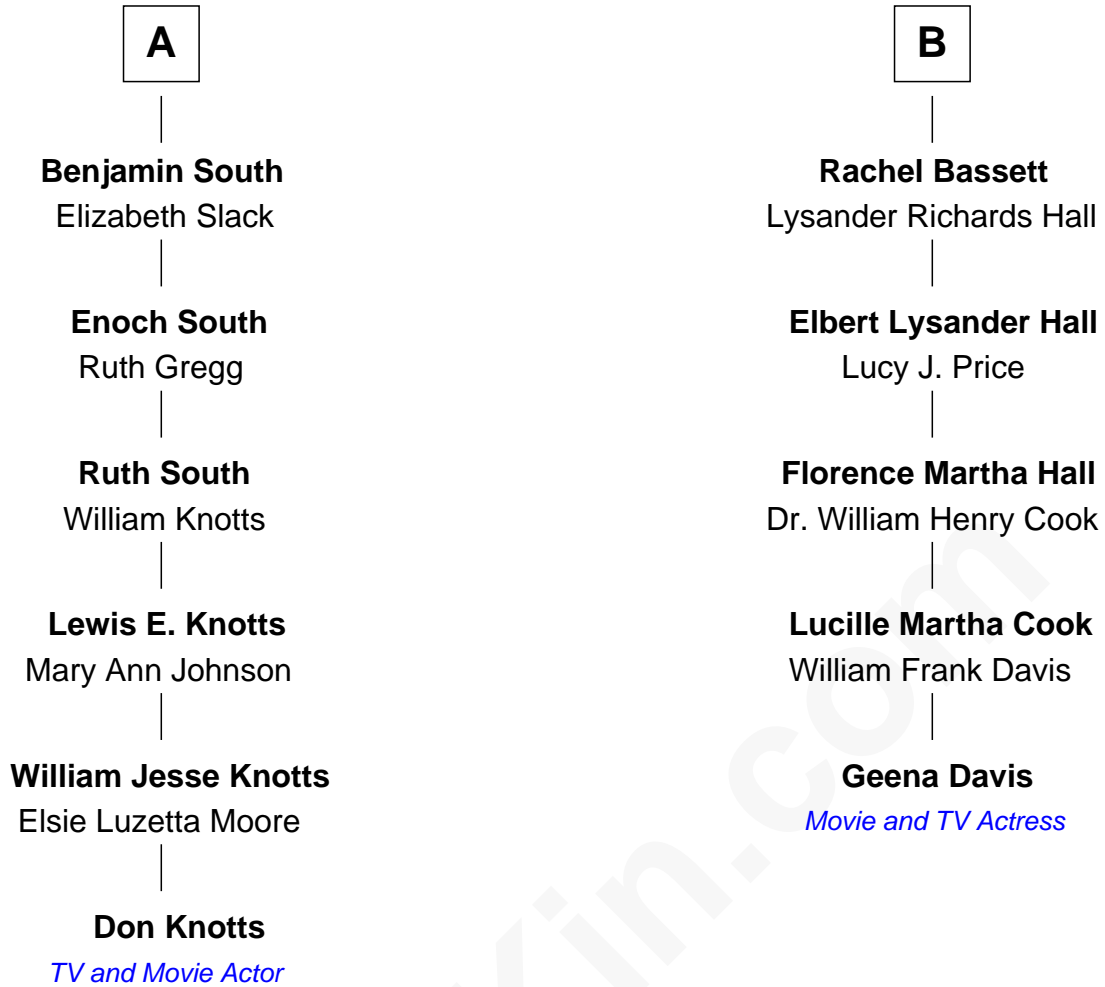 A
Benjamin South
Elizabeth Slack
Enoch South
Ruth Gregg
Ruth South
William Knotts
Lewis E. Knotts
Mary Ann Johnson
William Jesse Knotts
Elsie Luzetta Moore
Don Knotts
TV and Movie Actor
B
Rachel Bassett
Lysander Richards Hall
Elbert Lysander Hall
Lucy J. Price
Florence Martha Hall
Dr. William Henry Cook
Lucille Martha Cook
William Frank Davis
Geena Davis
Movie and TV Actress